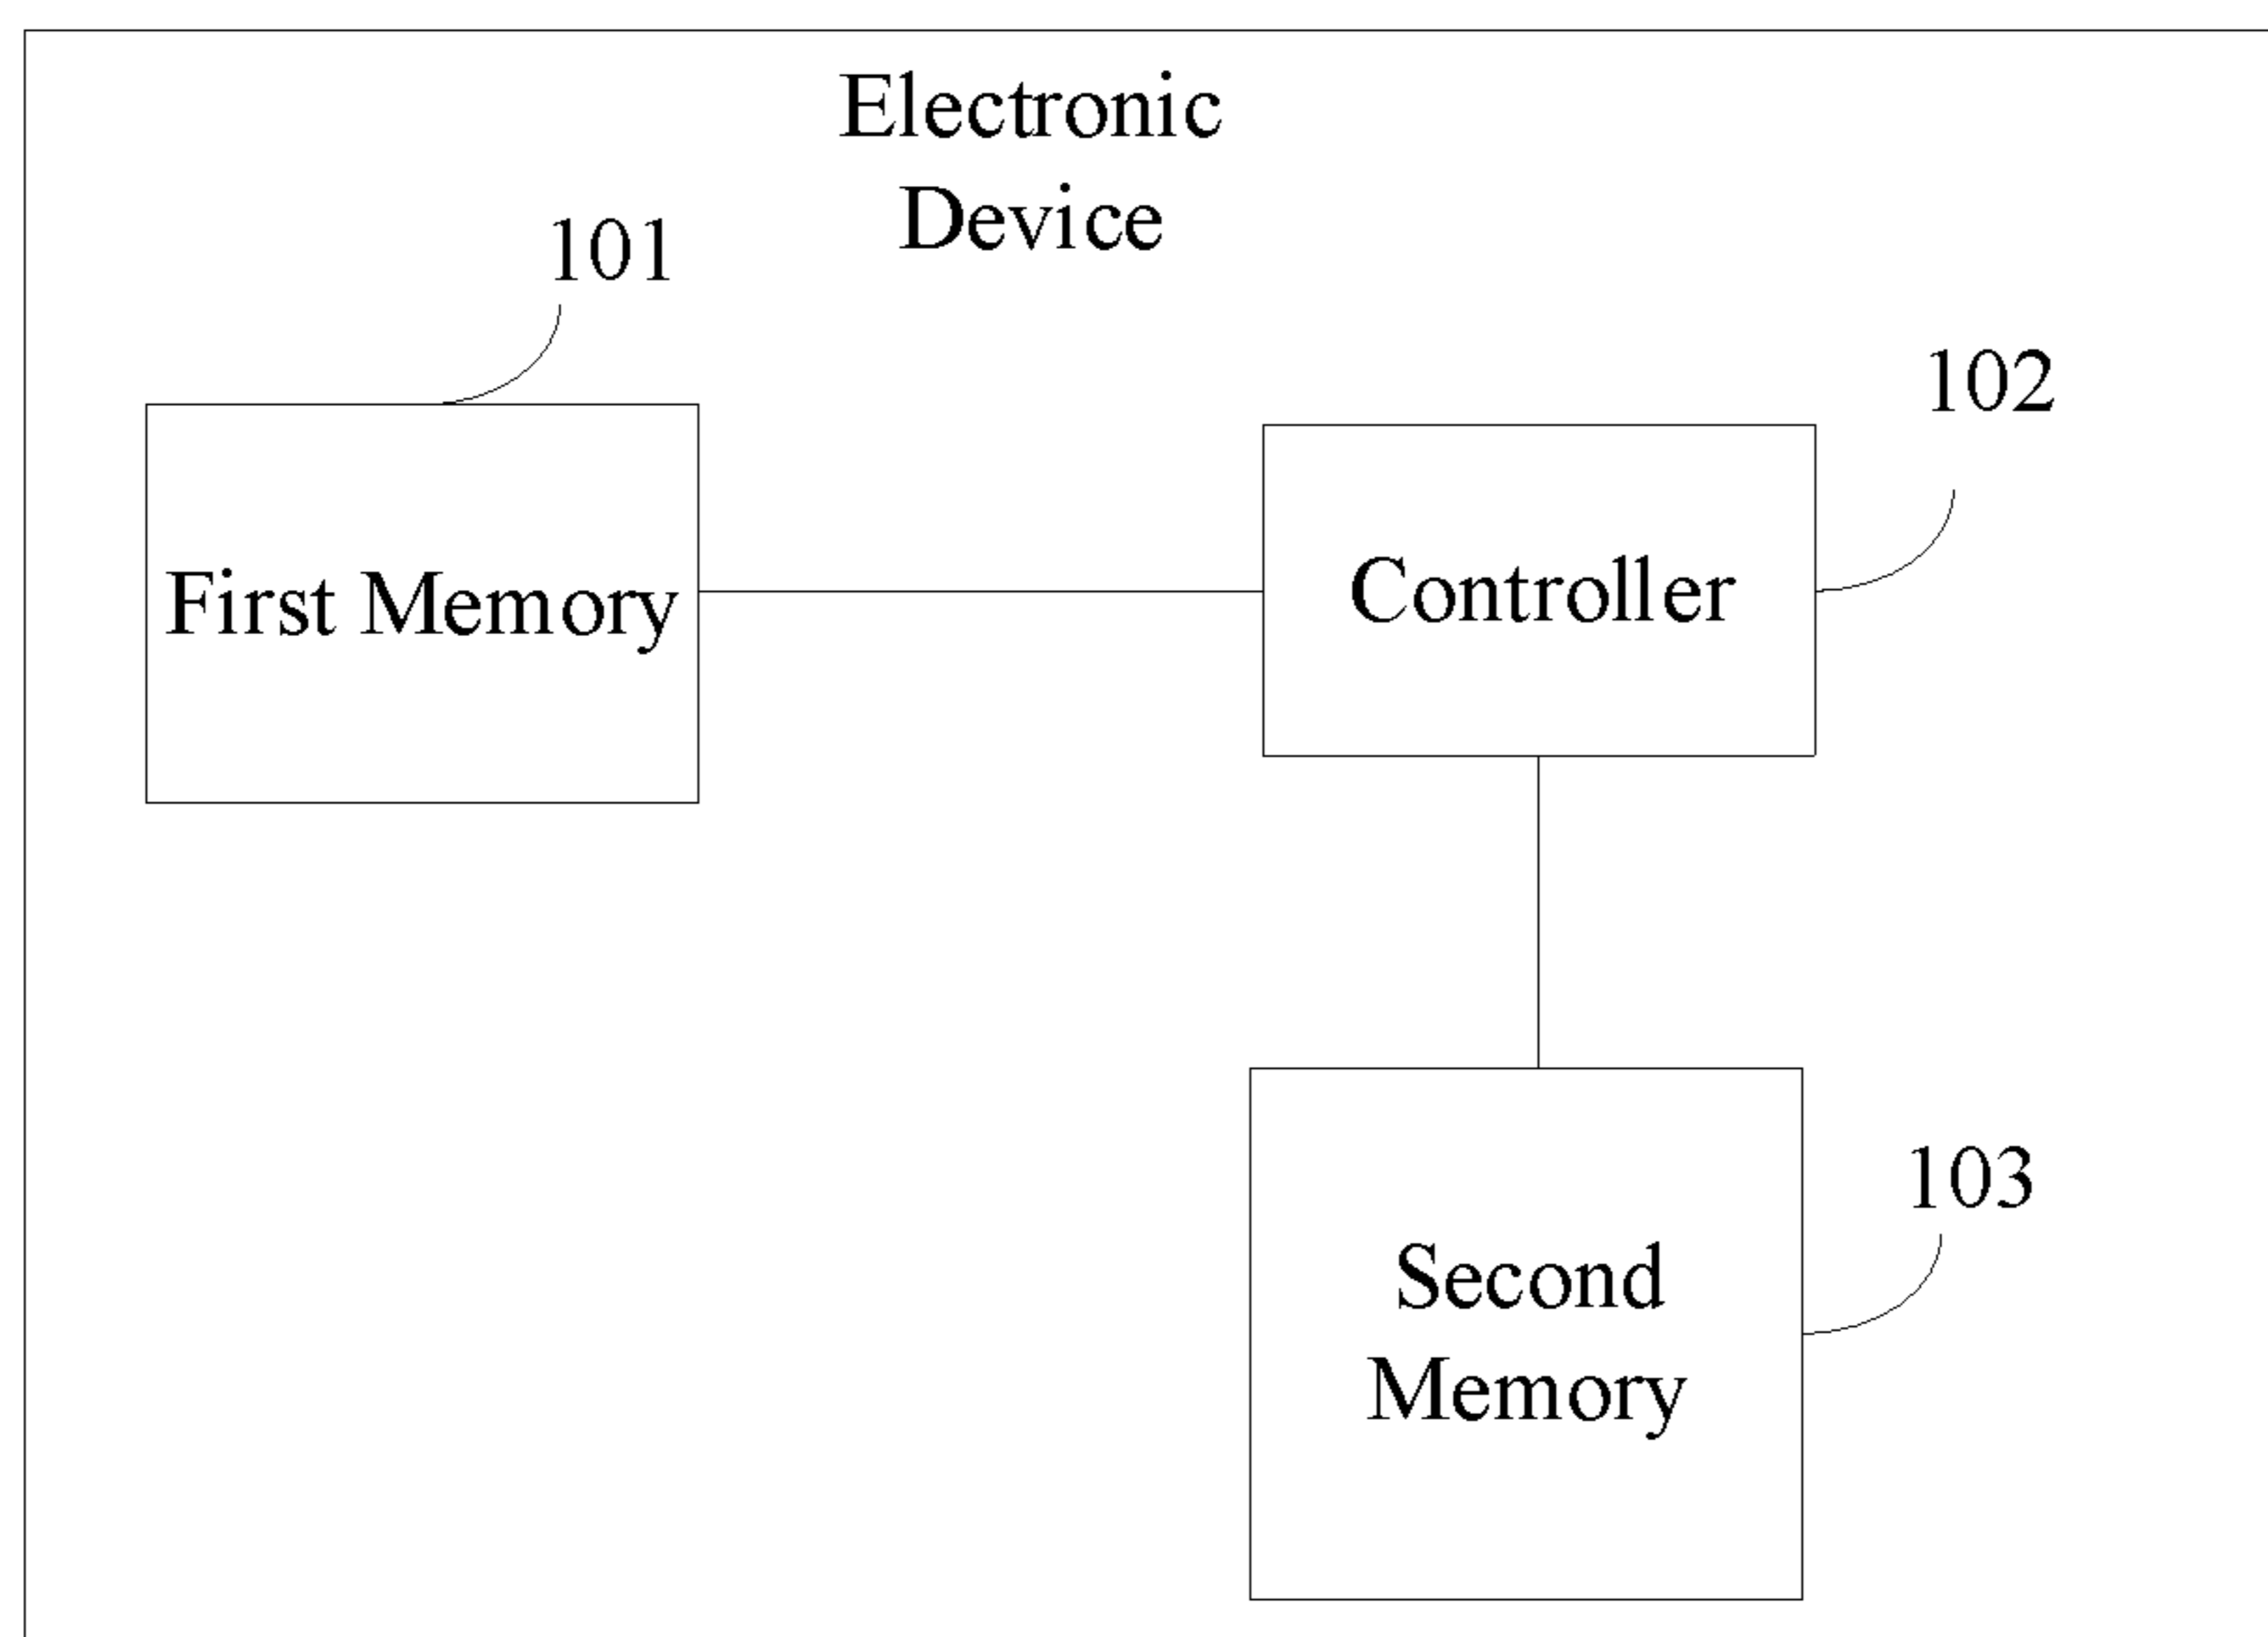 Electronic
Device
101
102
First Memory
Controller
103
Second
Memory